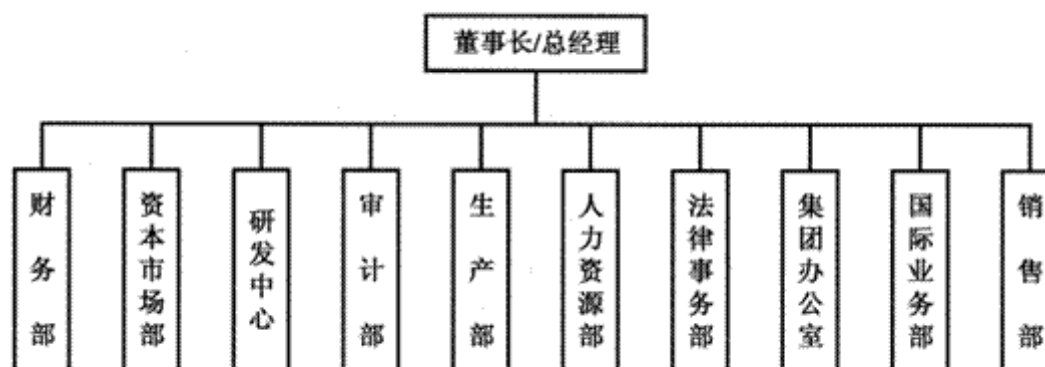 董事长/总经理
财务部
资本市场部
研发中心
审计部
生产部
人力资源部
法律事务部
集团办公室
国际业务部
销售部